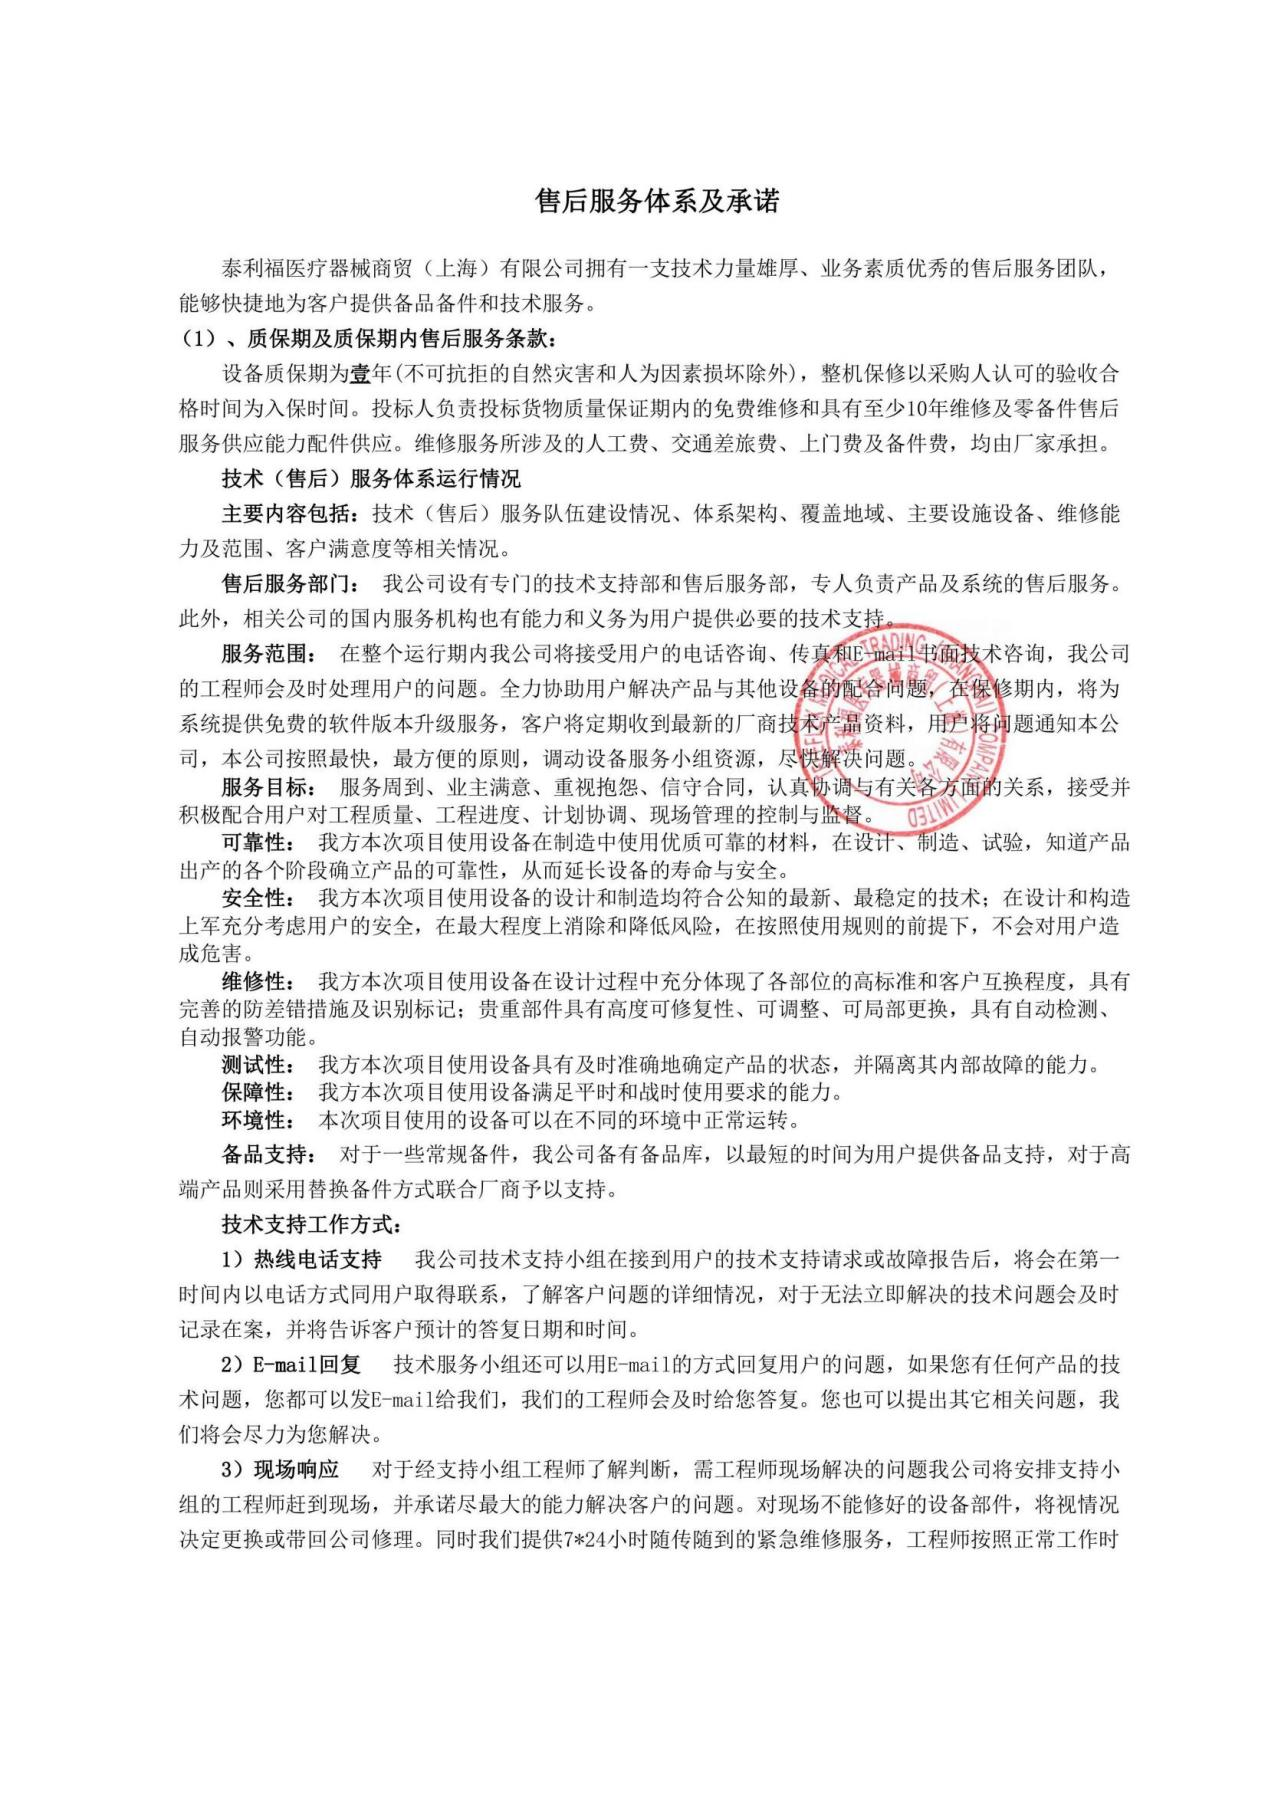 售后服务体系及承诺
泰利福医疗器械商贸（上海）有限公司拥有一支技术力量雄厚、业务素质优秀的售后服务团队，
能够快捷地为客户提供备品备件和技术服务。
（1）、质保期及质保期内售后服务条款：
设备质保期为壹年(不可抗拒的自然灾害和人为因素损坏除外)，整机保修以采购人认可的验收合
格时间为入保时间。投标人负责投标货物质量保证期内的免费维修和具有至少10年维修及零备件售后
服务供应能力配件供应。维修服务所涉及的人工费、交通差旅费、上门费及备件费，均由厂家承担。
技术（售后）服务体系运行情况
主要内容包括：技术（售后）服务队伍建设情况、体系架构、覆盖地域、主要设施设备、维修能
力及范围、客户满意度等相关情况。
售后服务部门： 我公司设有专门的技术支持部和售后服务部，专人负责产品及系统的售后服务。
此外，相关公司的国内服务机构也有能力和义务为用户提供必要的技术支持。
服务范围： 在整个运行期内我公司将接受用户的电话咨询、传真和E-mail书面技术咨询，我公司
的工程师会及时处理用户的问题。全力协助用户解决产品与其他设备的配合问题，在保修期内，将为
系统提供免费的软件版本升级服务，客户将定期收到最新的厂商技术产品资料，用户将问题通知本公
司，本公司按照最快，最方便的原则，调动设备服务小组资源，尽快解决问题。
服务目标： 服务周到、业主满意、重视抱怨、信守合同，认真协调与有关各方面的关系，接受并
积极配合用户对工程质量、工程进度、计划协调、现场管理的控制与监督。
可靠性： 我方本次项目使用设备在制造中使用优质可靠的材料，在设计、制造、试验，知道产品
出产的各个阶段确立产品的可靠性，从而延长设备的寿命与安全。
安全性： 我方本次项目使用设备的设计和制造均符合公知的最新、最稳定的技术；在设计和构造
上军充分考虑用户的安全，在最大程度上消除和降低风险，在按照使用规则的前提下，不会对用户造
成危害。
维修性： 我方本次项目使用设备在设计过程中充分体现了各部位的高标准和客户互换程度，具有
完善的防差错措施及识别标记；贵重部件具有高度可修复性、可调整、可局部更换，具有自动检测、
自动报警功能。
测试性： 我方本次项目使用设备具有及时准确地确定产品的状态，并隔离其内部故障的能力。
保障性： 我方本次项目使用设备满足平时和战时使用要求的能力。
环境性： 本次项目使用的设备可以在不同的环境中正常运转。
备品支持： 对于一些常规备件，我公司备有备品库，以最短的时间为用户提供备品支持，对于高
端产品则采用替换备件方式联合厂商予以支持。
技术支持工作方式：
1）热线电话支持 我公司技术支持小组在接到用户的技术支持请求或故障报告后，将会在第一
时间内以电话方式同用户取得联系，了解客户问题的详细情况，对于无法立即解决的技术问题会及时
记录在案，并将告诉客户预计的答复日期和时间。
2）E-mail回复 技术服务小组还可以用E-mail的方式回复用户的问题，如果您有任何产品的技
术问题，您都可以发E-mail给我们，我们的工程师会及时给您答复。您也可以提出其它相关问题，我
们将会尽力为您解决。
3）现场响应 对于经支持小组工程师了解判断，需工程师现场解决的问题我公司将安排支持小
组的工程师赶到现场，并承诺尽最大的能力解决客户的问题。对现场不能修好的设备部件，将视情况
决定更换或带回公司修理。同时我们提供7*24小时随传随到的紧急维修服务，工程师按照正常工作时
TELEFLEX MEDICAL TRADING (SHANGHAI) COMPANY LIMITED
泰利福医疗器械商贸（上海）有限公司